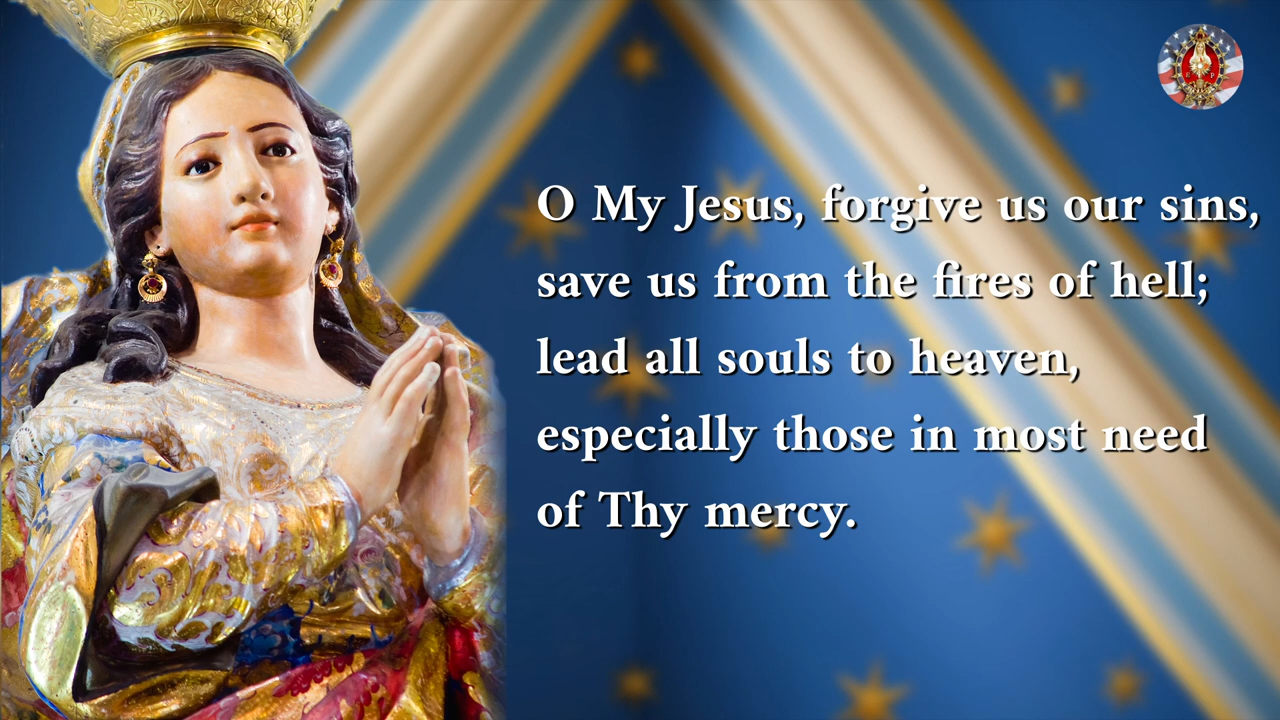 O My Jesus, forgive us our sins,
save us from the fires of hell;
lead all souls to heaven,
especially those in most need
of Thy mercy.